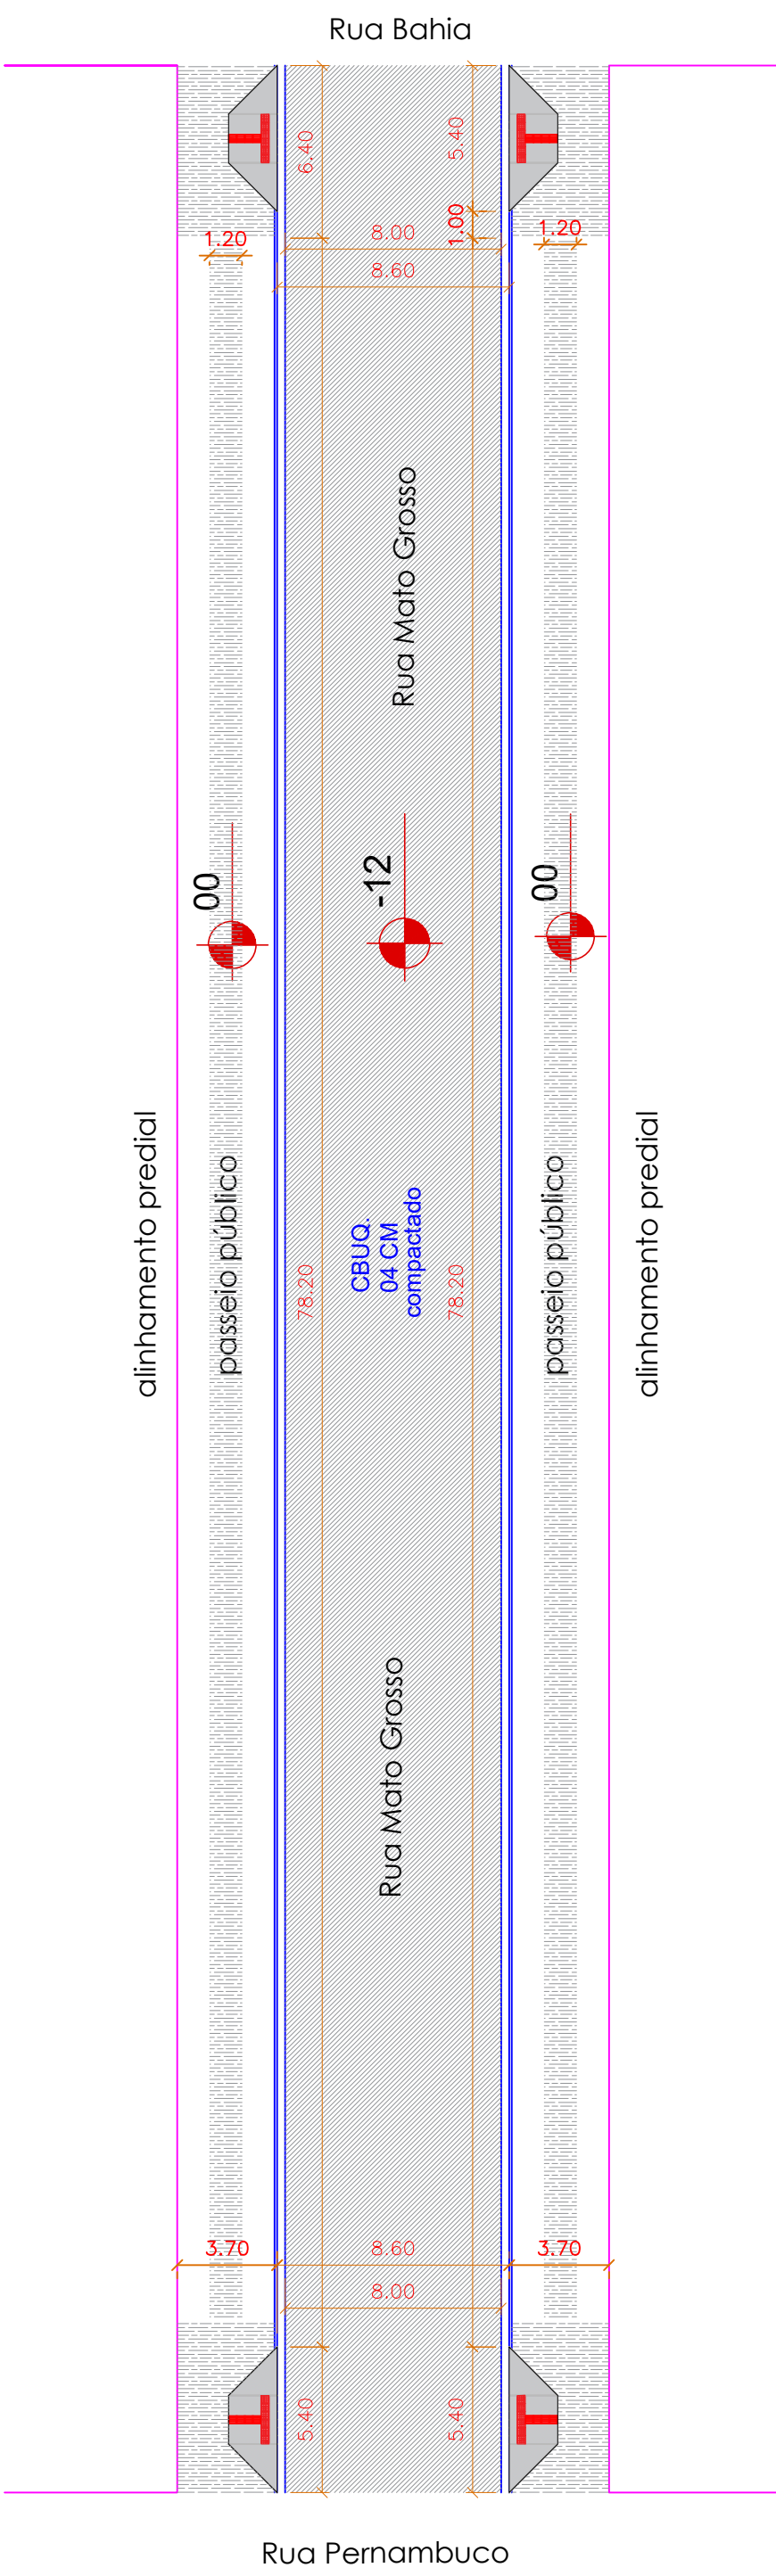 Rua Bahia
6.40
5.40
1.00
1.20
8.00
1.20
8.60
Rua Mato Grosso
00
-12
00
alinhamento predial
passeio público
78.20
CBUQ.
04 CM
compactado
78.20
passeio público
alinhamento predial
Rua Mato Grosso
3.70
8.60
3.70
8.00
5.40
5.40
Rua Pernambuco